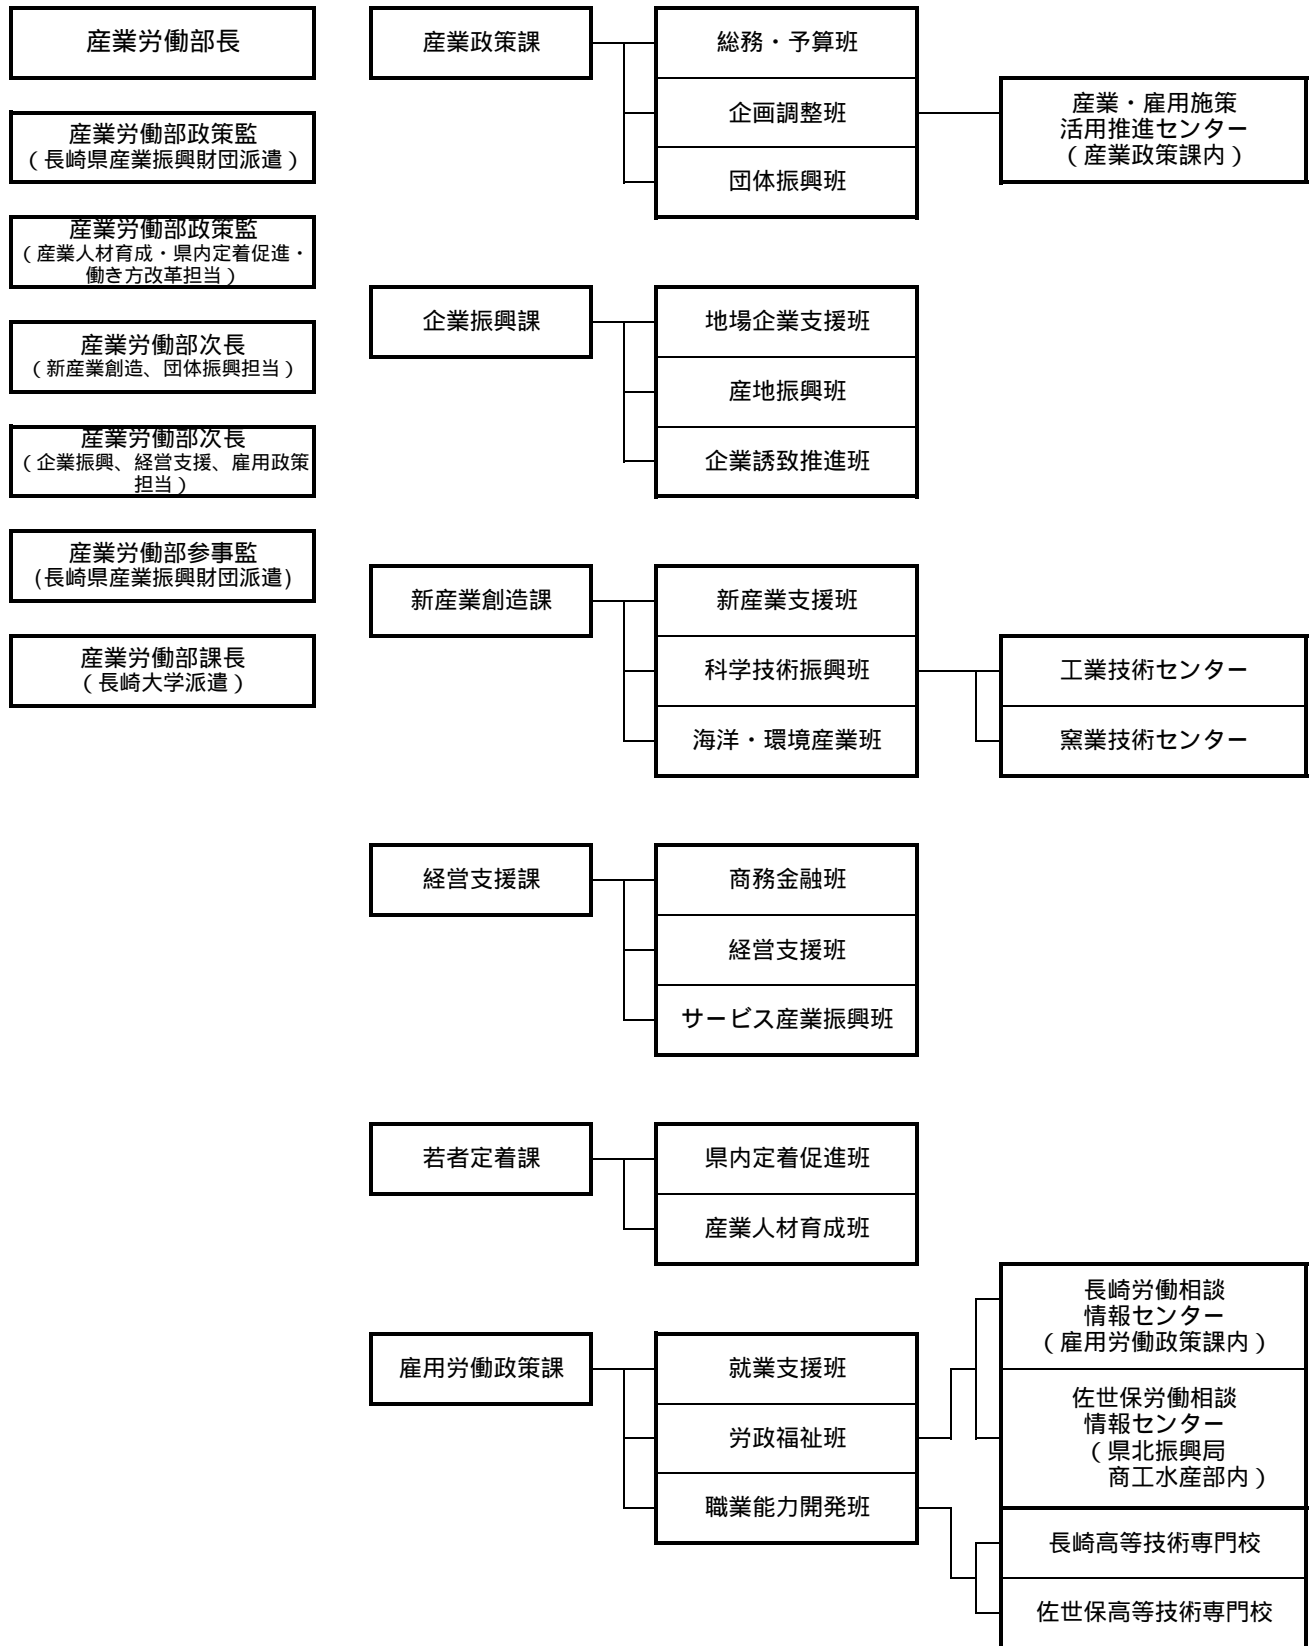 産業労働部長
産業労働部政策監
（長崎県産業振興財団派遣）
産業労働部政策監
（産業人材育成・県内定着促進・
働き方改革担当）
産業労働部次長
（新産業創造、団体振興担当）
産業労働部次長
（企業振興、経営支援、雇用政策
担当）
産業労働部参事監
(長崎県産業振興財団派遣)
産業労働部課長
（長崎大学派遣）
産業政策課
総務・予算班
企画調整班
団体振興班
産業・雇用施策
活用推進センター
（産業政策課内）
企業振興課
地場企業支援班
産地振興班
企業誘致推進班
新産業創造課
新産業支援班
科学技術振興班
海洋・環境産業班
工業技術センター
窯業技術センター
経営支援課
商務金融班
経営支援班
サービス産業振興班
若者定着課
県内定着促進班
産業人材育成班
雇用労働政策課
就業支援班
労政福祉班
職業能力開発班
長崎労働相談
情報センター
（雇用労働政策課内）
佐世保労働相談
情報センター
（県北振興局
商工水産部内）
長崎高等技術専門校
佐世保高等技術専門校